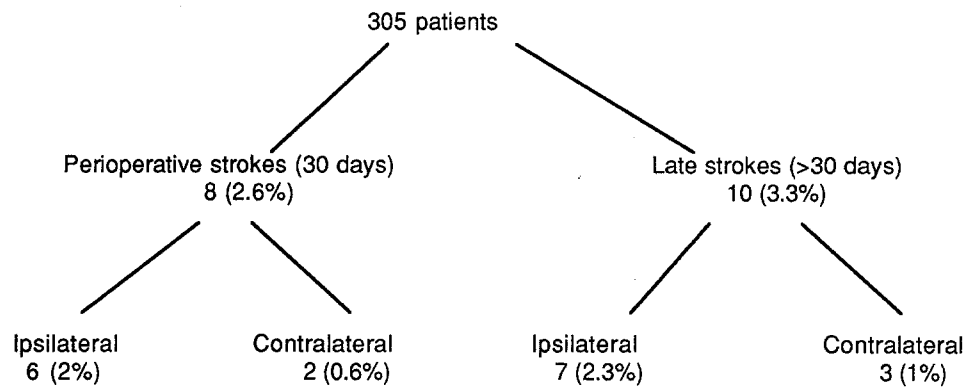 305 patients
Perioperative strokes (30 days)
8 (2.6%)
Late strokes (>30 days)
10 (3.3%)
Ipsilateral
6 (2%)
Contralateral
2 (0.6%)
Ipsilateral
7 (2.3%)
Contralateral
3 (1%)